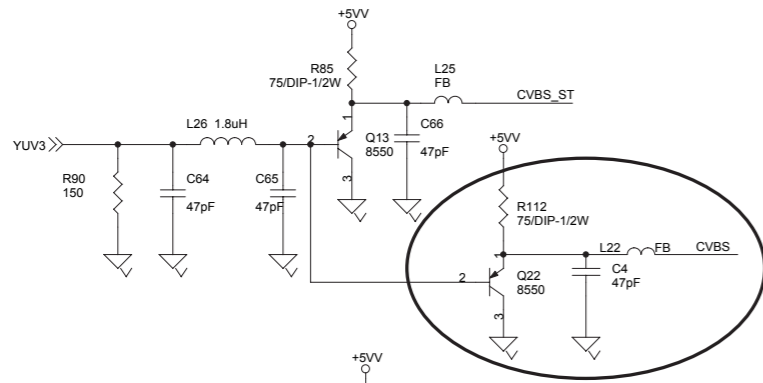 +5VV
R85
75/DIP-1/2W
L25
FB
CVBS_ST
L26 1.8uH
1
YUV3
2
Q13
8550
C66
47pF
+5VV
R90
150
C64
47pF
C65
47pF
3
R112
75/DIP-1/2W
1
L22 FB CVBS
2
Q22
8550
C4
47pF
3
+5VV